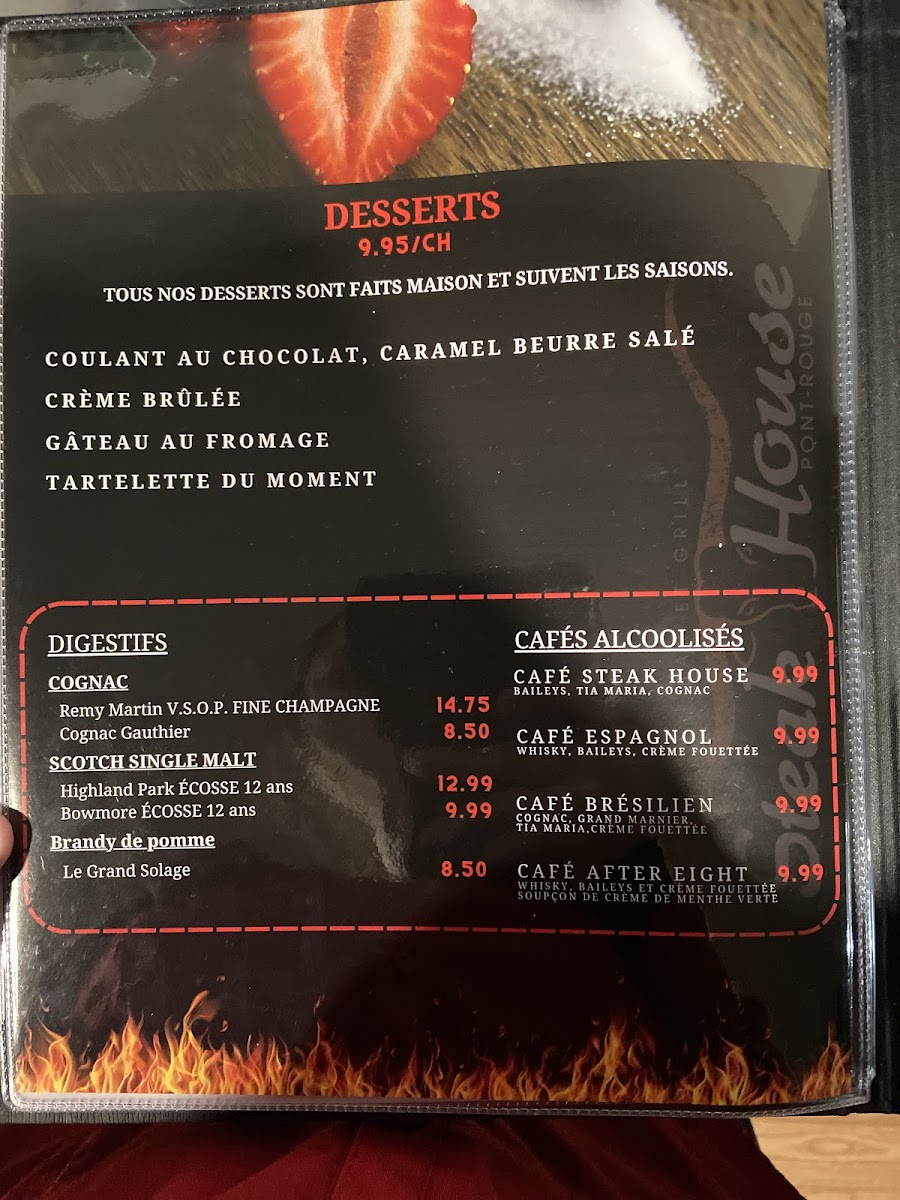 DESSERTS
9.95/CH
TOUS NOS DESSERTS SONT FAITS MAISON ET SUIVENT LES SAISONS.
COULANT AU CHOCOLAT, CARAMEL BEURRE SALÉ
CRÈME BRÛLÉE
GÂTEAU AU FROMAGE
TARTELETTE DU MOMENT
DIGESTIFS
COGNAC
Remy Martin V.S.O.P. FINE CHAMPAGNE 14.75
Cognac Gauthier 8.50
SCOTCH SINGLE MALT
Highland Park ÉCOSSE 12 ans 12.99
Bowmore ÉCOSSE 12 ans 9.99
Brandy de pomme
Le Grand Solage 8.50
CAFÉS ALCOOLISÉS
CAFÉ STEAK HOUSE 9.99
BAILEYS, TIA MARIA, COGNAC
CAFÉ ESPAGNOL 9.99
WHISKY, BAILEYS, CRÈME FOUETTÉE
CAFÉ BRÉSILIEN 9.99
COGNAC, GRAND MARNIER,
TIA MARIA,CRÈME FOUETTÉE
CAFÉ AFTER EIGHT 9.99
WHISKY, BAILEYS ET CRÈME FOUETTÉE
SOUPÇON DE CRÈME DE MENTHE VERTE
Steak House
PONT-ROUGE
GRILL